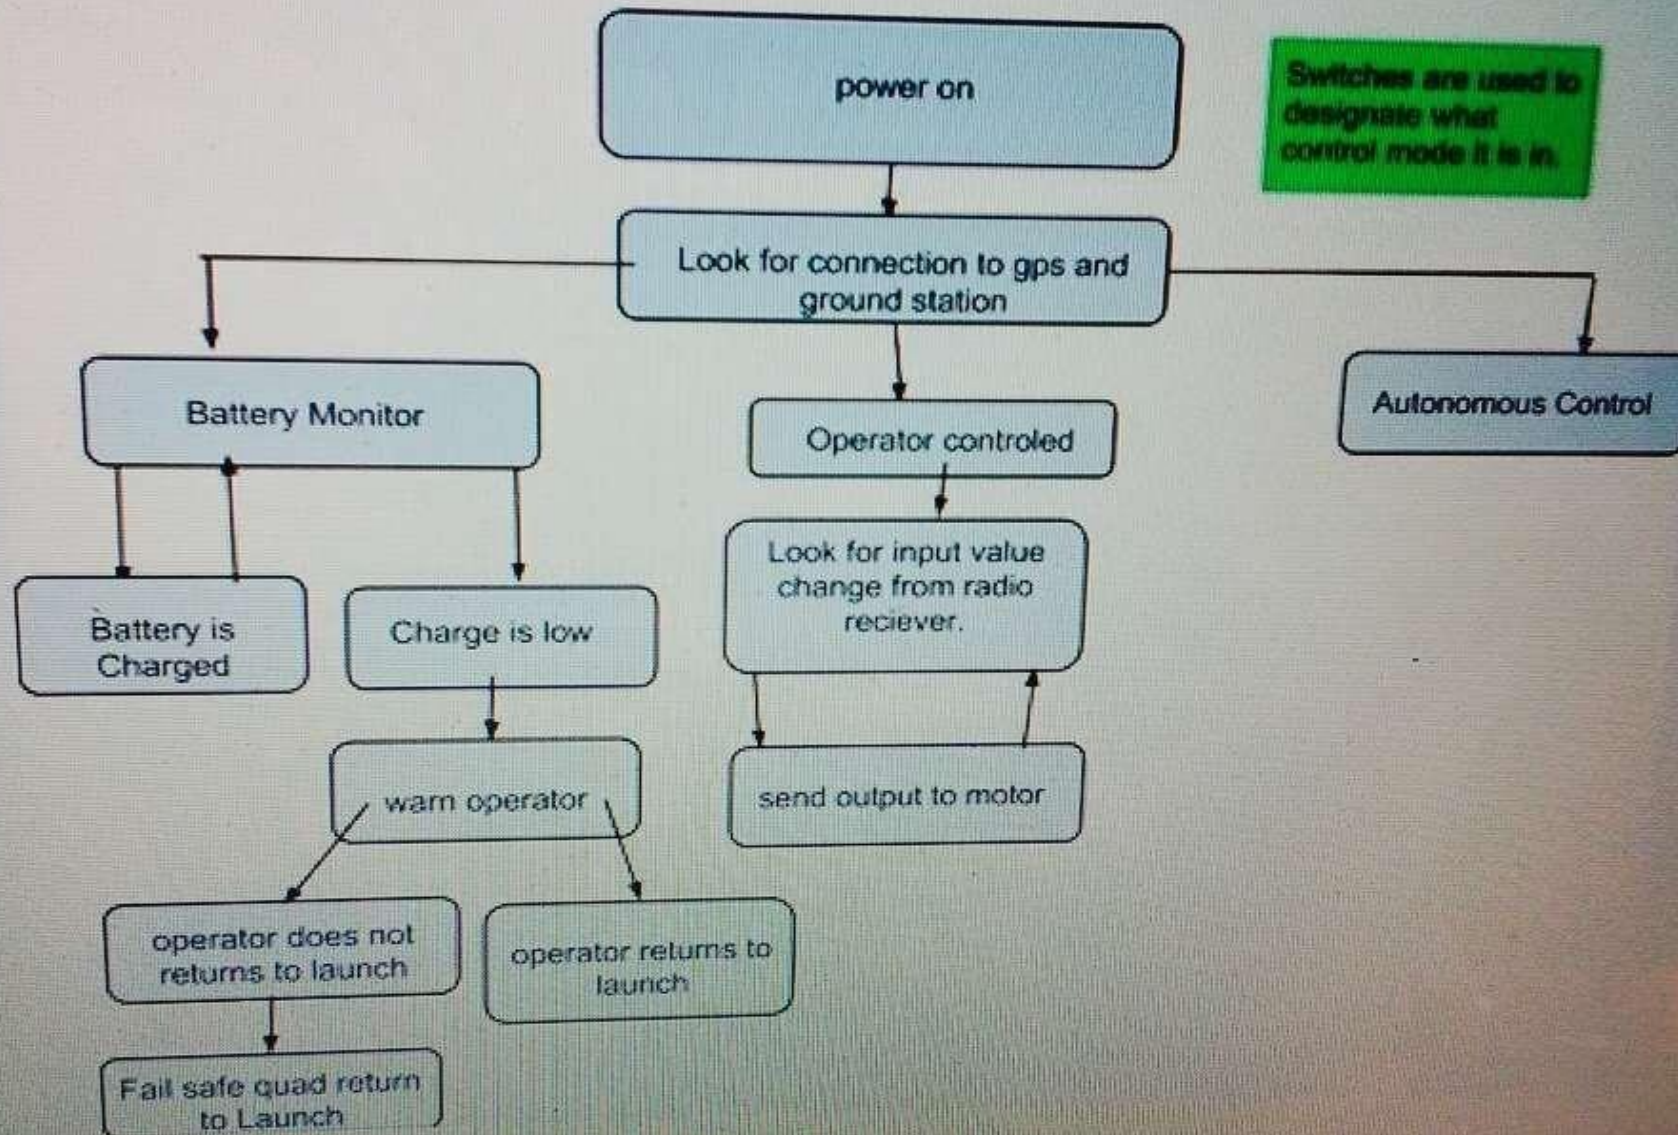 power on
Switches are used to
designate what
control mode it is in.
Look for connection to gps and
ground station
Battery Monitor
Operator controled
Autonomous Control
Look for input value
change from radio
reciever.
Battery is
Charged
Charge is low
warn operator
send output to motor
operator does not
returns to launch
operator returns to
launch
Fail safe quad return
to Launch